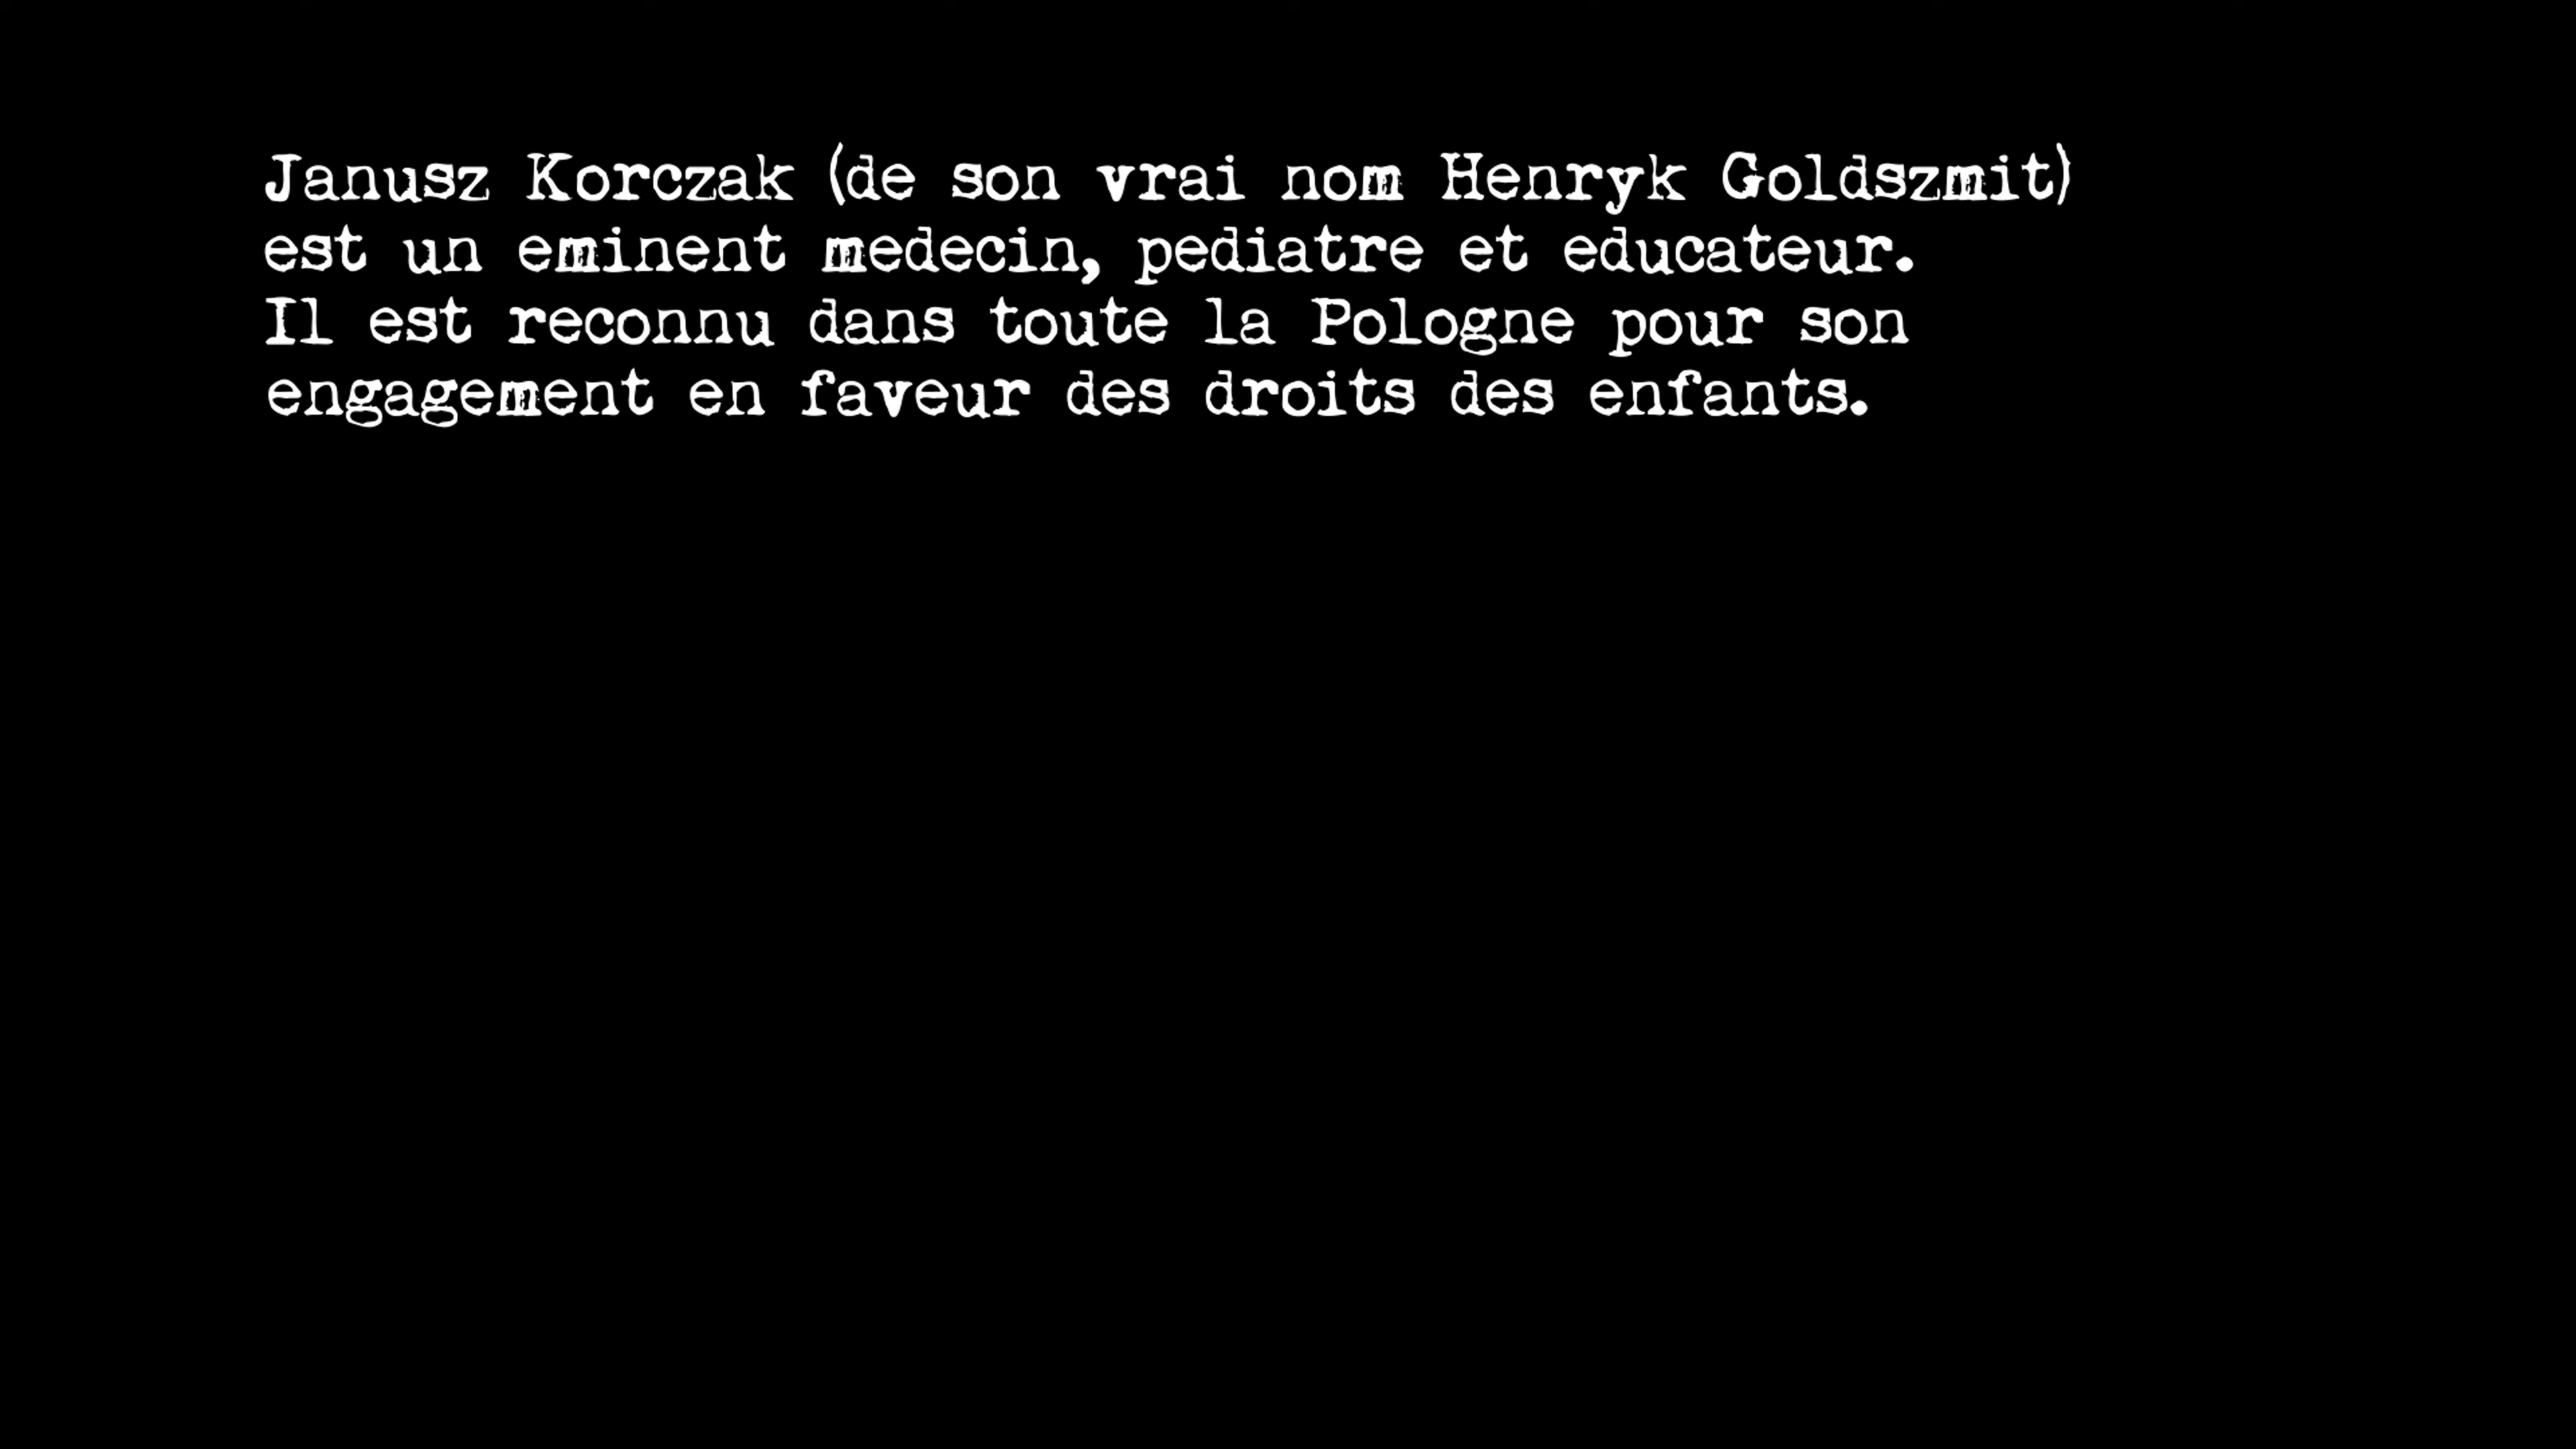 Janusz Korczak (de son vrai nom Henryk Goldszmit)
est un eminent medecin, pediatre et educateur.
Il est reconnu dans toute la Pologne pour son
engagement en faveur des droits des enfants.